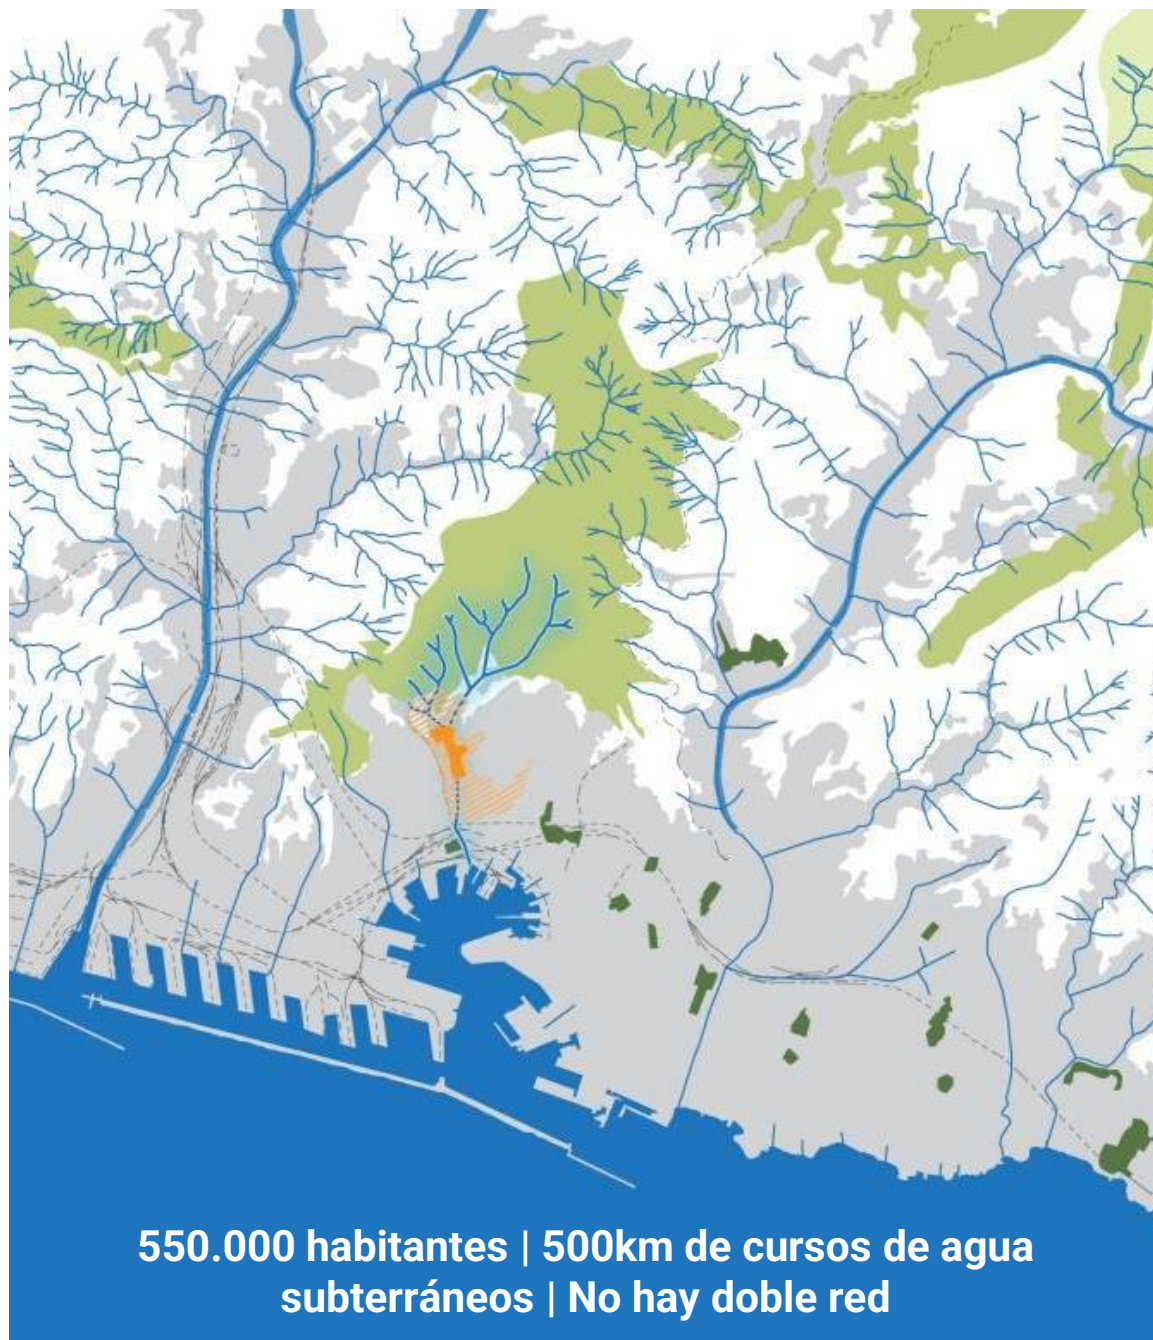 550.000 habitantes | 500km de cursos de agua
subterráneos | No hay doble red